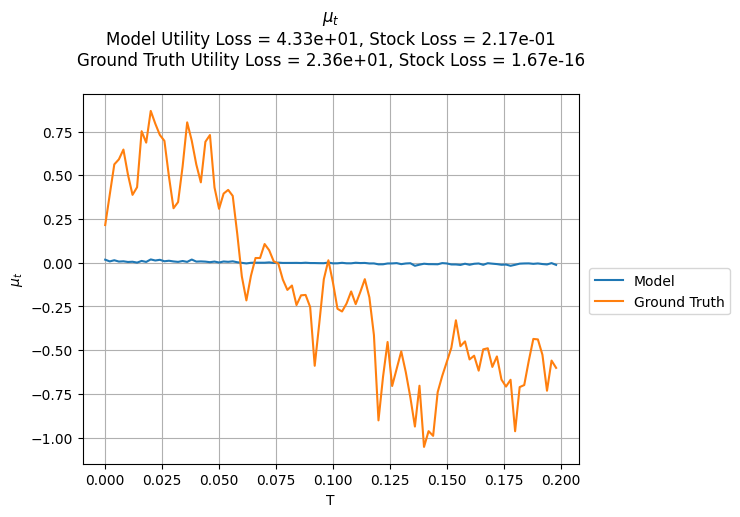 μₜ
Model Utility Loss = 4.33e+01, Stock Loss = 2.17e-01
Ground Truth Utility Loss = 2.36e+01, Stock Loss = 1.67e-16
0.75
0.50
0.25
0.00
−0.25
−0.50
−0.75
−1.00
μₜ
0.000 0.025 0.050 0.075 0.100 0.125 0.150 0.175 0.200
T
Model
Ground Truth